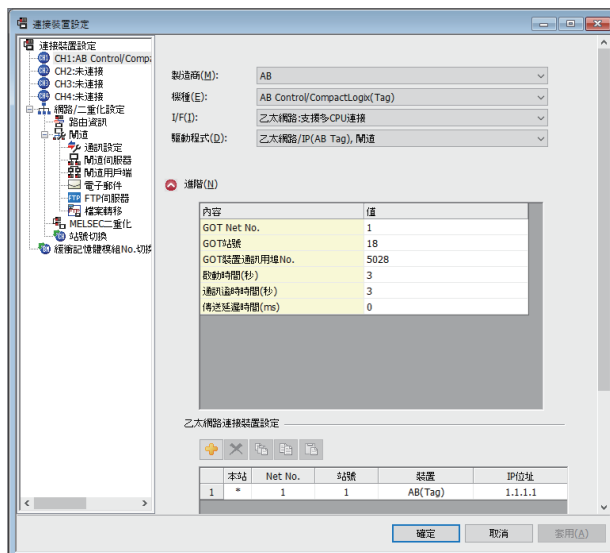 連接裝置設定
連接裝置設定
CH1:AB Control/Compa
CH2:未連接
CH3:未連接
CH4:未連接
網路/二重化設定
路由資訊
閘道
通訊設定
閘道伺服器
閘道用戶端
電子郵件
FTP伺服器
檔案轉移
MELSEC二重化
站號切換
緩衝記憶體模組No.切換
製造商(M): AB
機種(E): AB Control/CompactLogix(Tag)
I/F(I): 乙太網路:支援多CPU連接
驅動程式(D): 乙太網路/IP(AB Tag), 閘道
進階(N)
內容 值
GOT Net No. 1
GOT站號 18
GOT裝置通訊用埠No. 5028
啟動時間(秒) 3
通訊逾時時間(秒) 3
傳送延遲時間(ms) 0
乙太網路連接裝置設定
本站 Net No. 站號 裝置 IP位址
1 * 1 1 AB(Tag) 1.1.1.1
確定 取消 套用(A)